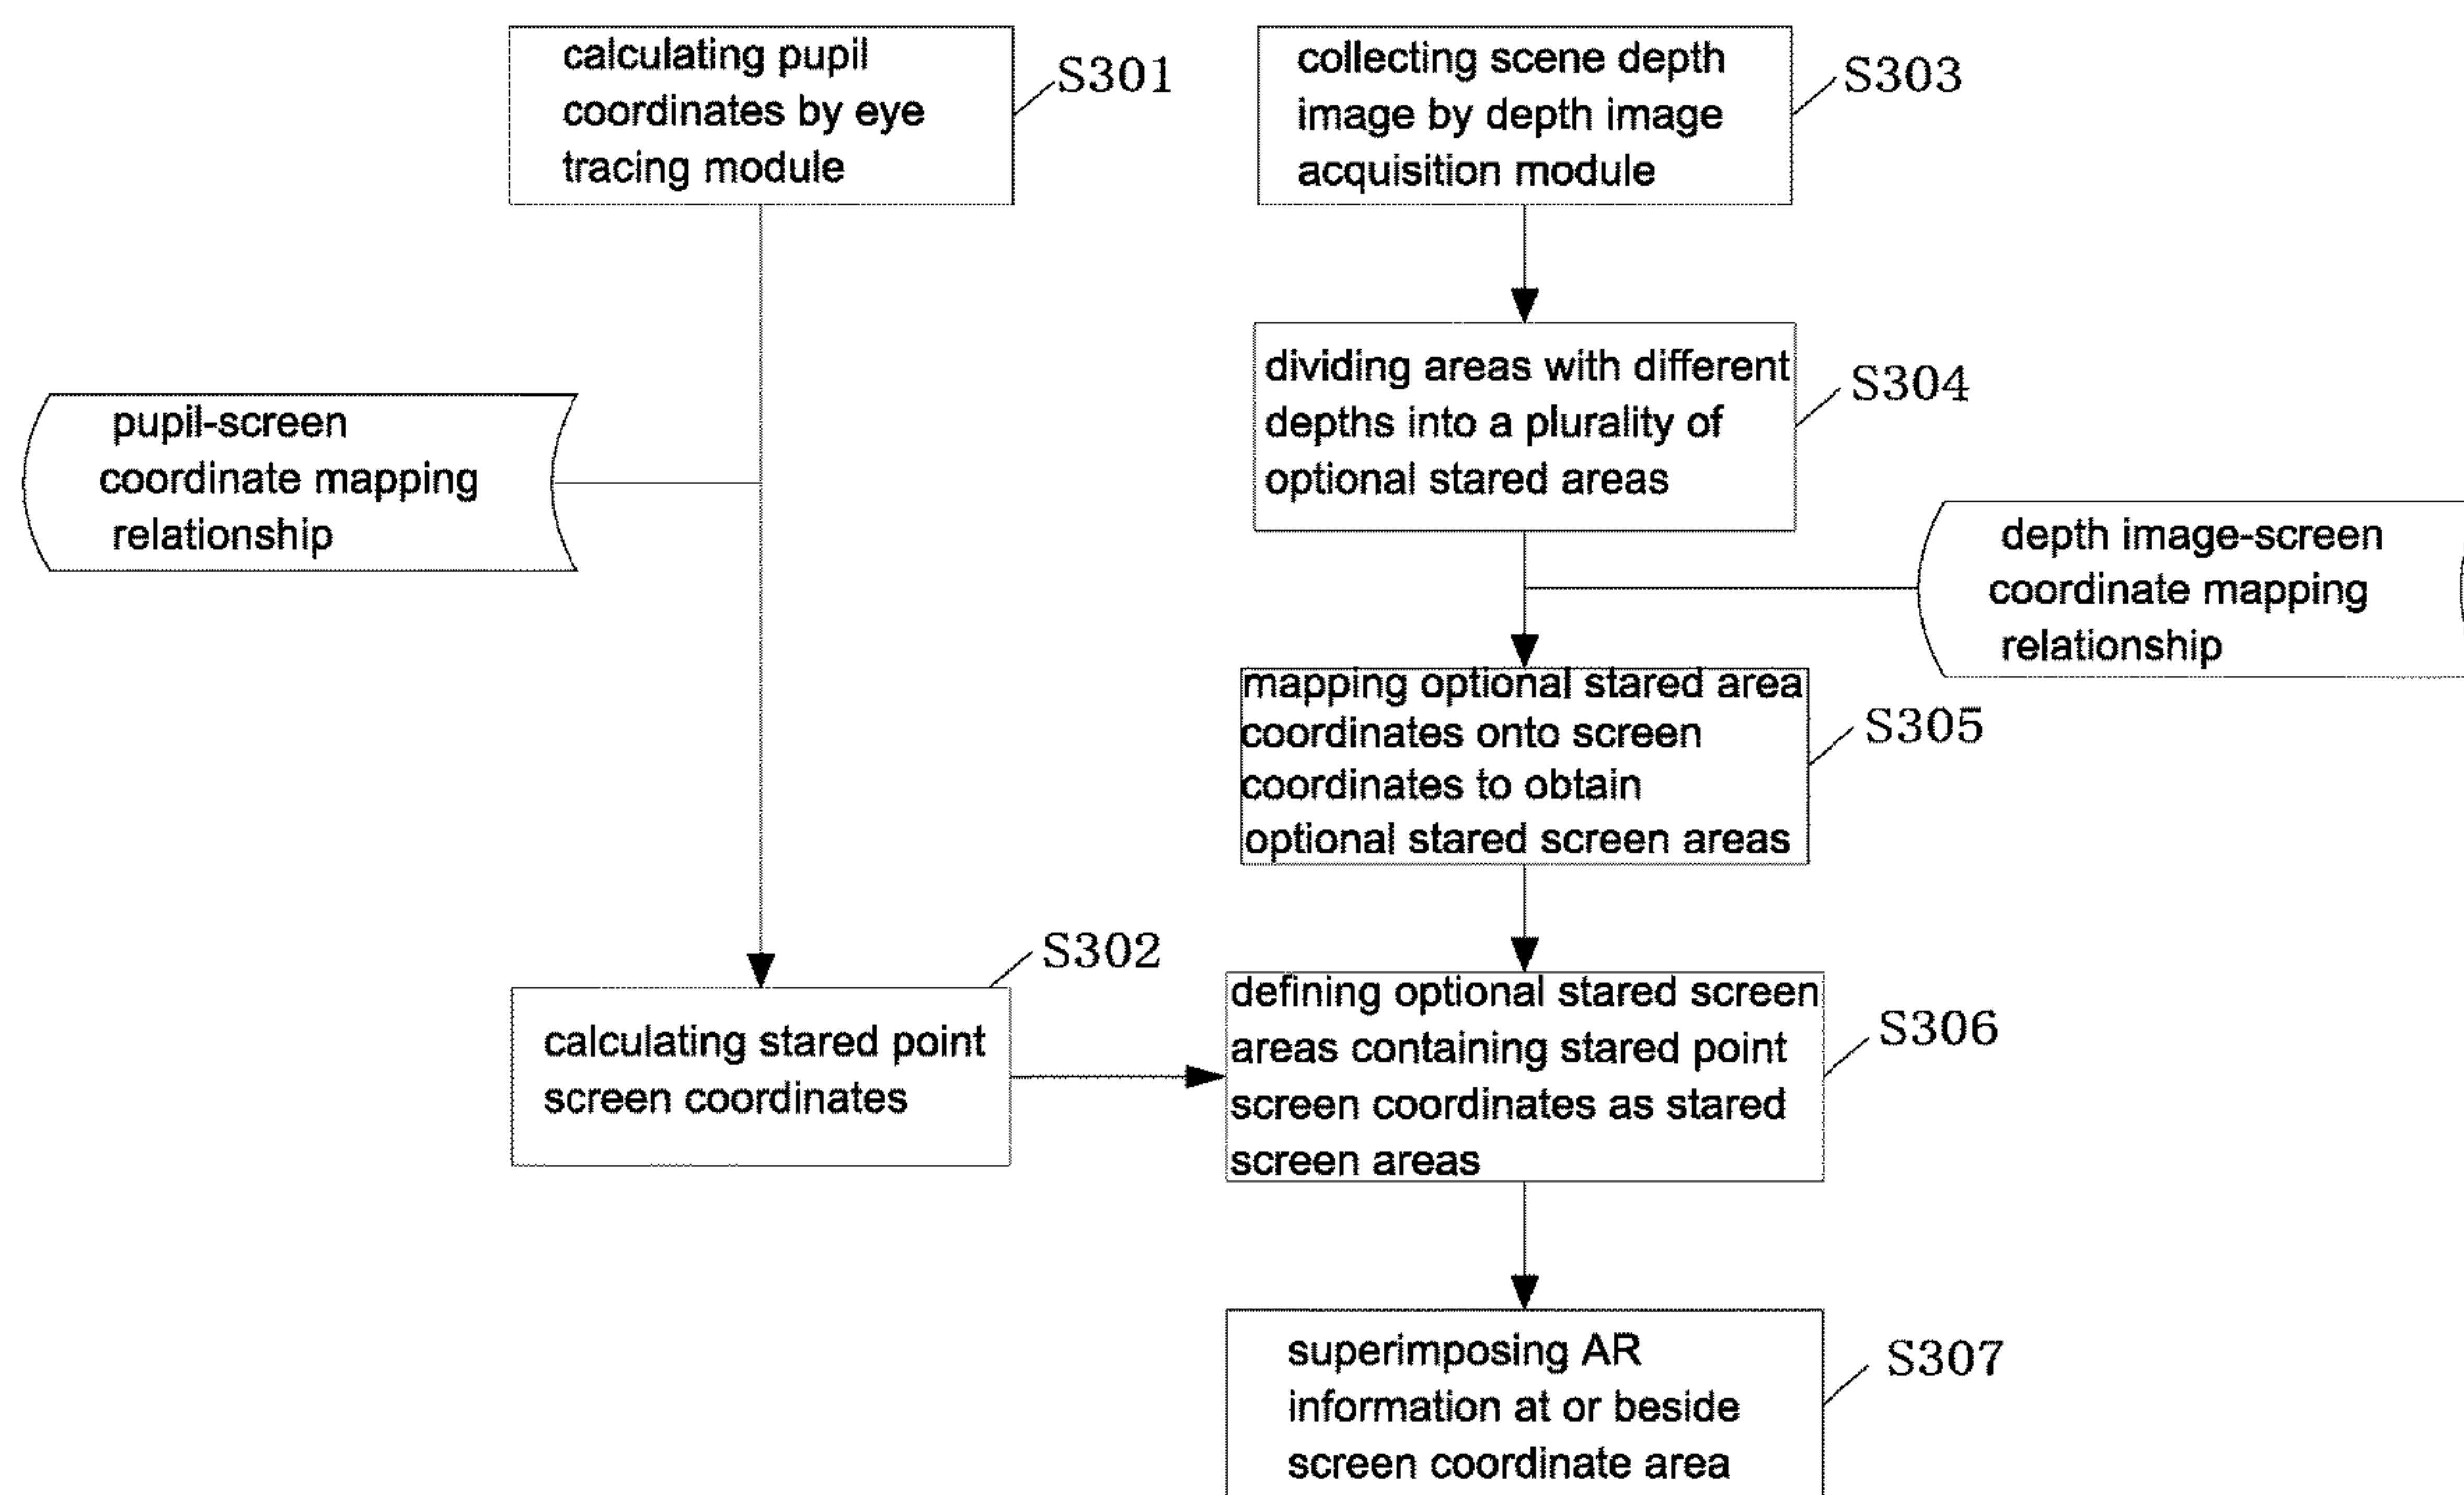 calculating pupil
coordinates by eye
tracing module
S301
collecting scene depth
image by depth image
acquisition module
S303
dividing areas with different
depths into a plurality of
optional stared areas
S304
pupil-screen
coordinate mapping
relationship
depth image-screen
coordinate mapping
relationship
mapping optional stared area
coordinates onto screen
coordinates to obtain
optional stared screen areas
S305
S302
calculating stared point
screen coordinates
defining optional stared screen
areas containing stared point
screen coordinates as stared
screen areas
S306
superimposing AR
information at or beside
screen coordinate area
S307